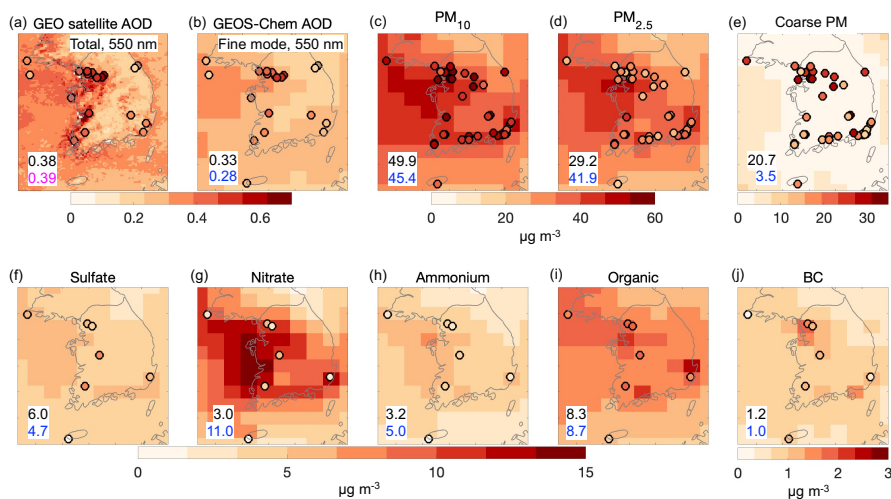 (a) GEO satellite AOD
Total, 550 nm
0.38
0.39
(b) GEOS-Chem AOD
Fine mode, 550 nm
0.33
0.28
0 0.2 0.4 0.6
(c) PM10
49.9
45.4
(d) PM2.5
29.2
41.9
0 20 40 60
µg m-3
(e) Coarse PM
20.7
3.5
0 10 20 30
(f) Sulfate
6.0
4.7
(g) Nitrate
3.0
11.0
(h) Ammonium
3.2
5.0
(i) Organic
8.3
8.7
0 5 10 15
µg m-3
(j) BC
1.2
1.0
0 1 2 3
µg m-3